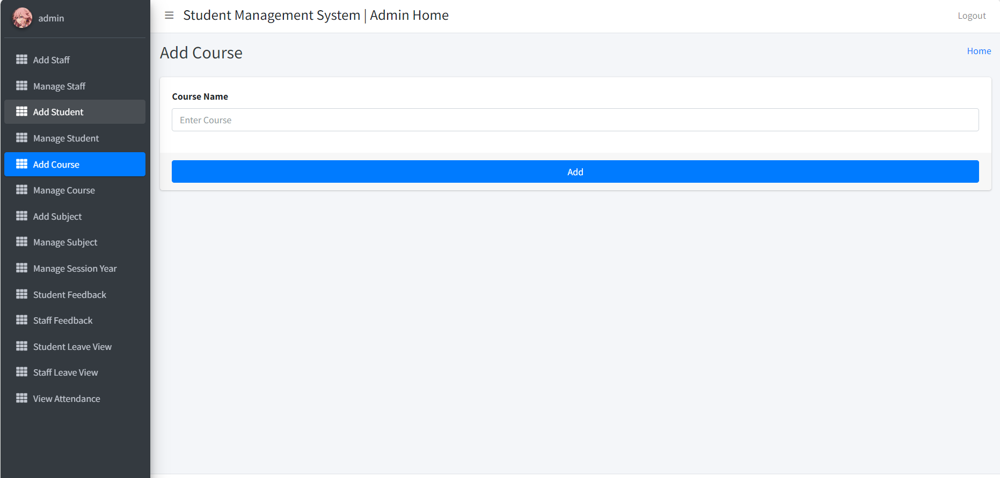 admin
Student Management System | Admin Home
Logout
Add Staff
Manage Staff
Add Student
Manage Student
Add Course
Manage Course
Add Subject
Manage Subject
Manage Session Year
Student Feedback
Staff Feedback
Student Leave View
Staff Leave View
View Attendance
Add Course
Home
Course Name
Enter Course
Add